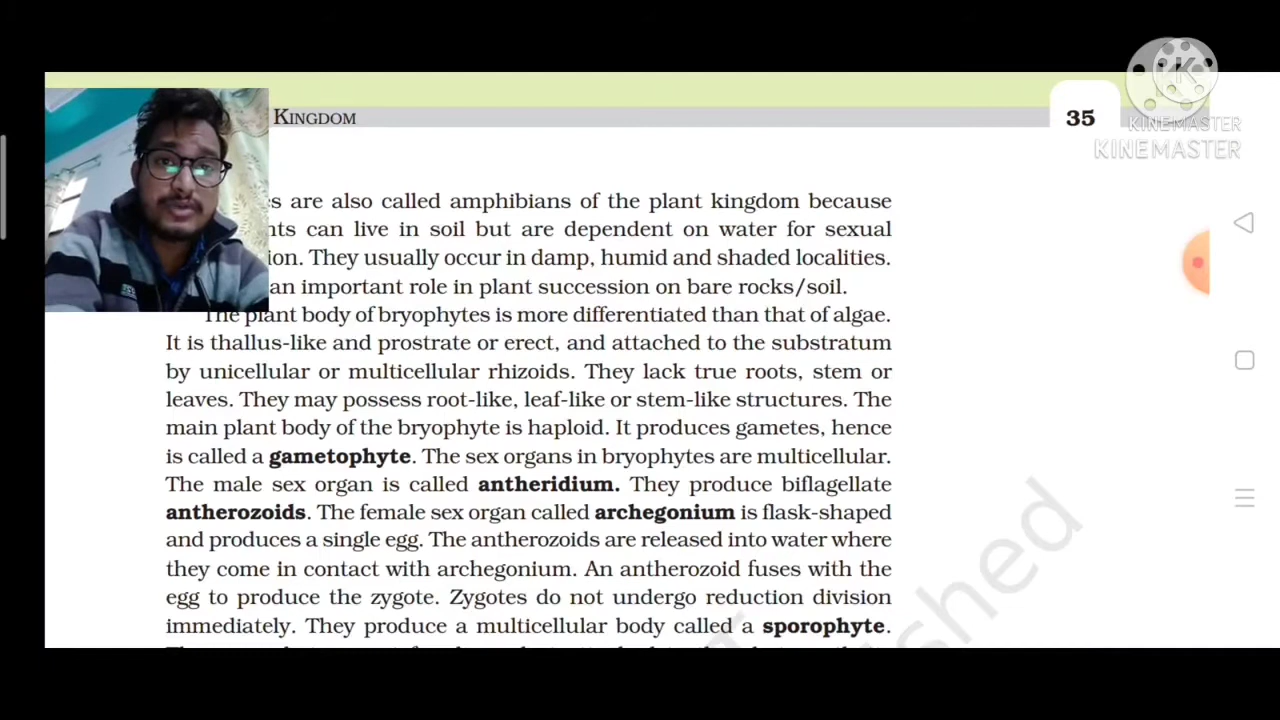 KINGDOM
35
KINEMASTER
KINEMASTER
are also called amphibians of the plant kingdom because
can live in soil but are dependent on water for sexual
They usually occur in damp, humid and shaded localities.
an important role in plant succession on bare rocks/soil.
The plant body of bryophytes is more differentiated than that of algae.
It is thallus-like and prostrate or erect, and attached to the substratum
by unicellular or multicellular rhizoids. They lack true roots, stem or
leaves. They may possess root-like, leaf-like or stem-like structures. The
main plant body of the bryophyte is haploid. It produces gametes, hence
is called a gametophyte. The sex organs in bryophytes are multicellular.
The male sex organ is called antheridium. They produce biflagellate
antherozoids. The female sex organ called archegonium is flask-shaped
and produces a single egg. The antherozoids are released into water where
they come in contact with archegonium. An antherozoid fuses with the
egg to produce the zygote. Zygotes do not undergo reduction division
immediately. They produce a multicellular body called a sporophyte.